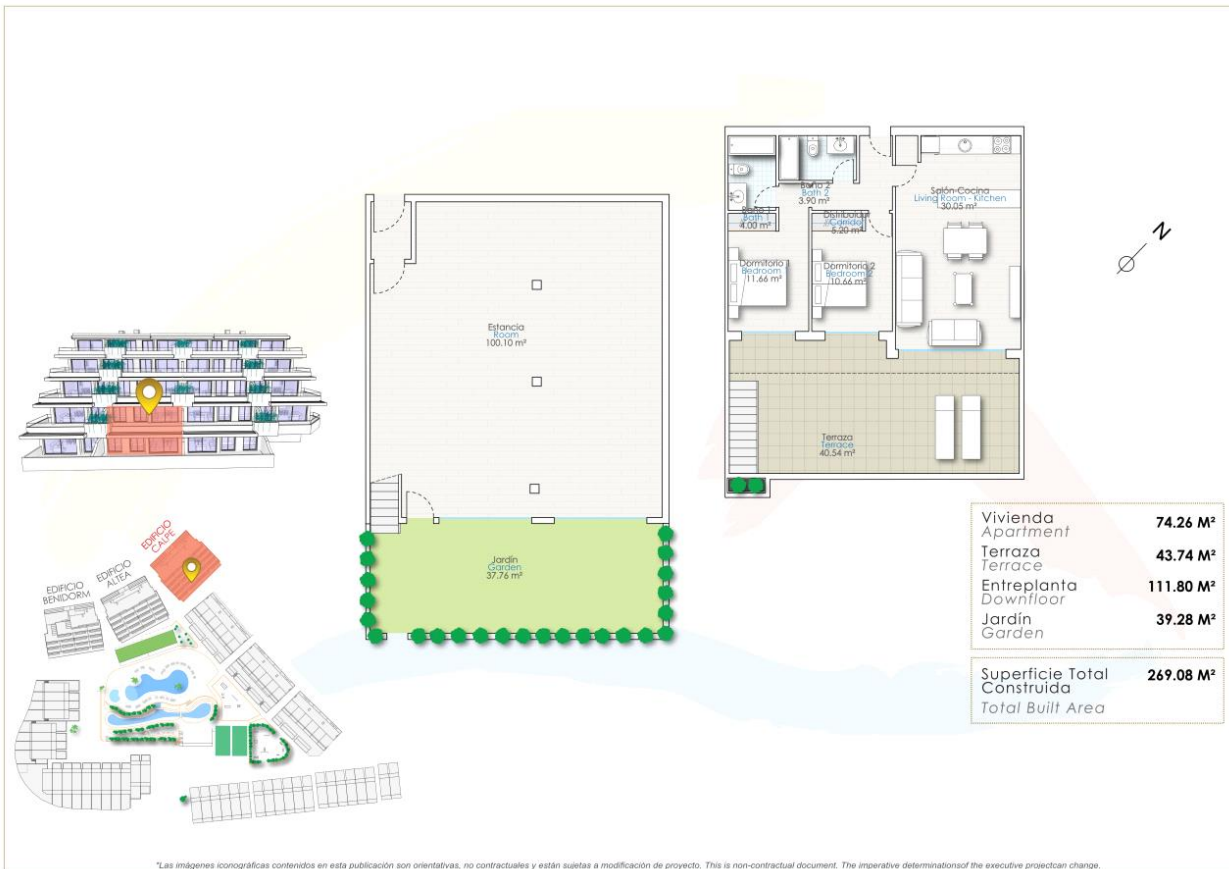 Estancia
Room
100.10 m²
Jardín
Garden
37.76 m²
Baño 2
Bath 2
3.90 m²
Baño 1
Bath 1
4.00 m²
Distribuidor
Corridor
5.20 m²
Salón-Cocina
Living Room - Kitchen
30.05 m²
Dormitorio 1
Bedroom 1
11.66 m²
Dormitorio 2
Bedroom 2
10.66 m²
Terraza
Terrace
40.54 m²
N
EDIFICIO
CALPE
EDIFICIO
ALTEA
EDIFICIO
BENIDORM
Vivienda 74.26 M²
Apartment
Terraza 43.74 M²
Terrace
Entreplanta 111.80 M²
Downfloor
Jardín 39.28 M²
Garden
Superficie Total 269.08 M²
Construida
Total Built Area
"Las imágenes iconográficas contenidos en esta publicación son orientativas, no contractuales y están sujetas a modificación de proyecto. This is non-contractual document. The imperative determinationsof the executive projectcan change.